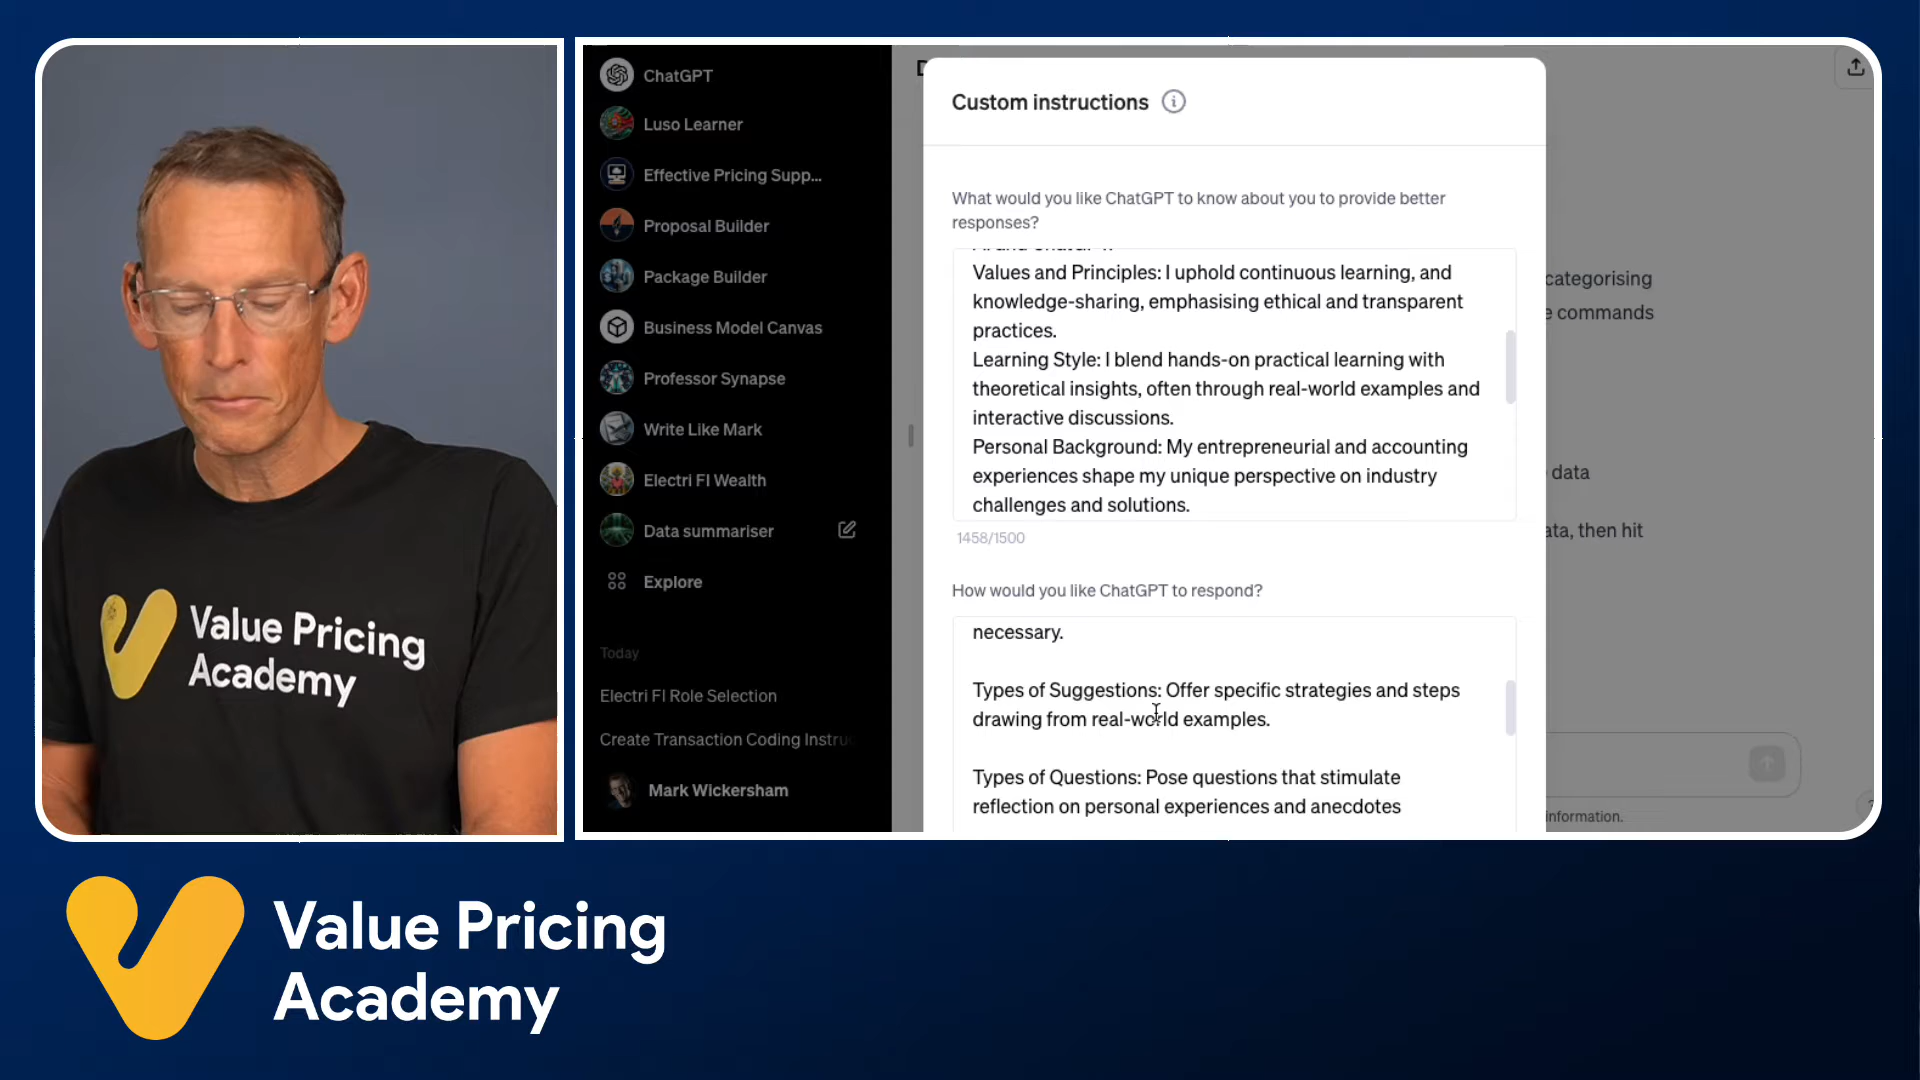 Value Pricing
Academy
ChatGPT
Luso Learner
Effective Pricing Supp...
Proposal Builder
Package Builder
Business Model Canvas
Professor Synapse
Write Like Mark
Electri FI Wealth
Data summariser
Explore
Today
Electri FI Role Selection
Create Transaction Coding Instru
Mark Wickersham
Custom instructions
What would you like ChatGPT to know about you to provide better
responses?
Values and Principles: I uphold continuous learning, and
knowledge-sharing, emphasising ethical and transparent
practices.
Learning Style: I blend hands-on practical learning with
theoretical insights, often through real-world examples and
interactive discussions.
Personal Background: My entrepreneurial and accounting
experiences shape my unique perspective on industry
challenges and solutions.
1458/1500
How would you like ChatGPT to respond?
necessary.
Types of Suggestions: Offer specific strategies and steps
drawing from real-world examples.
Types of Questions: Pose questions that stimulate
reflection on personal experiences and anecdotes
categorising
commands
data
then hit
information.
Value Pricing
Academy